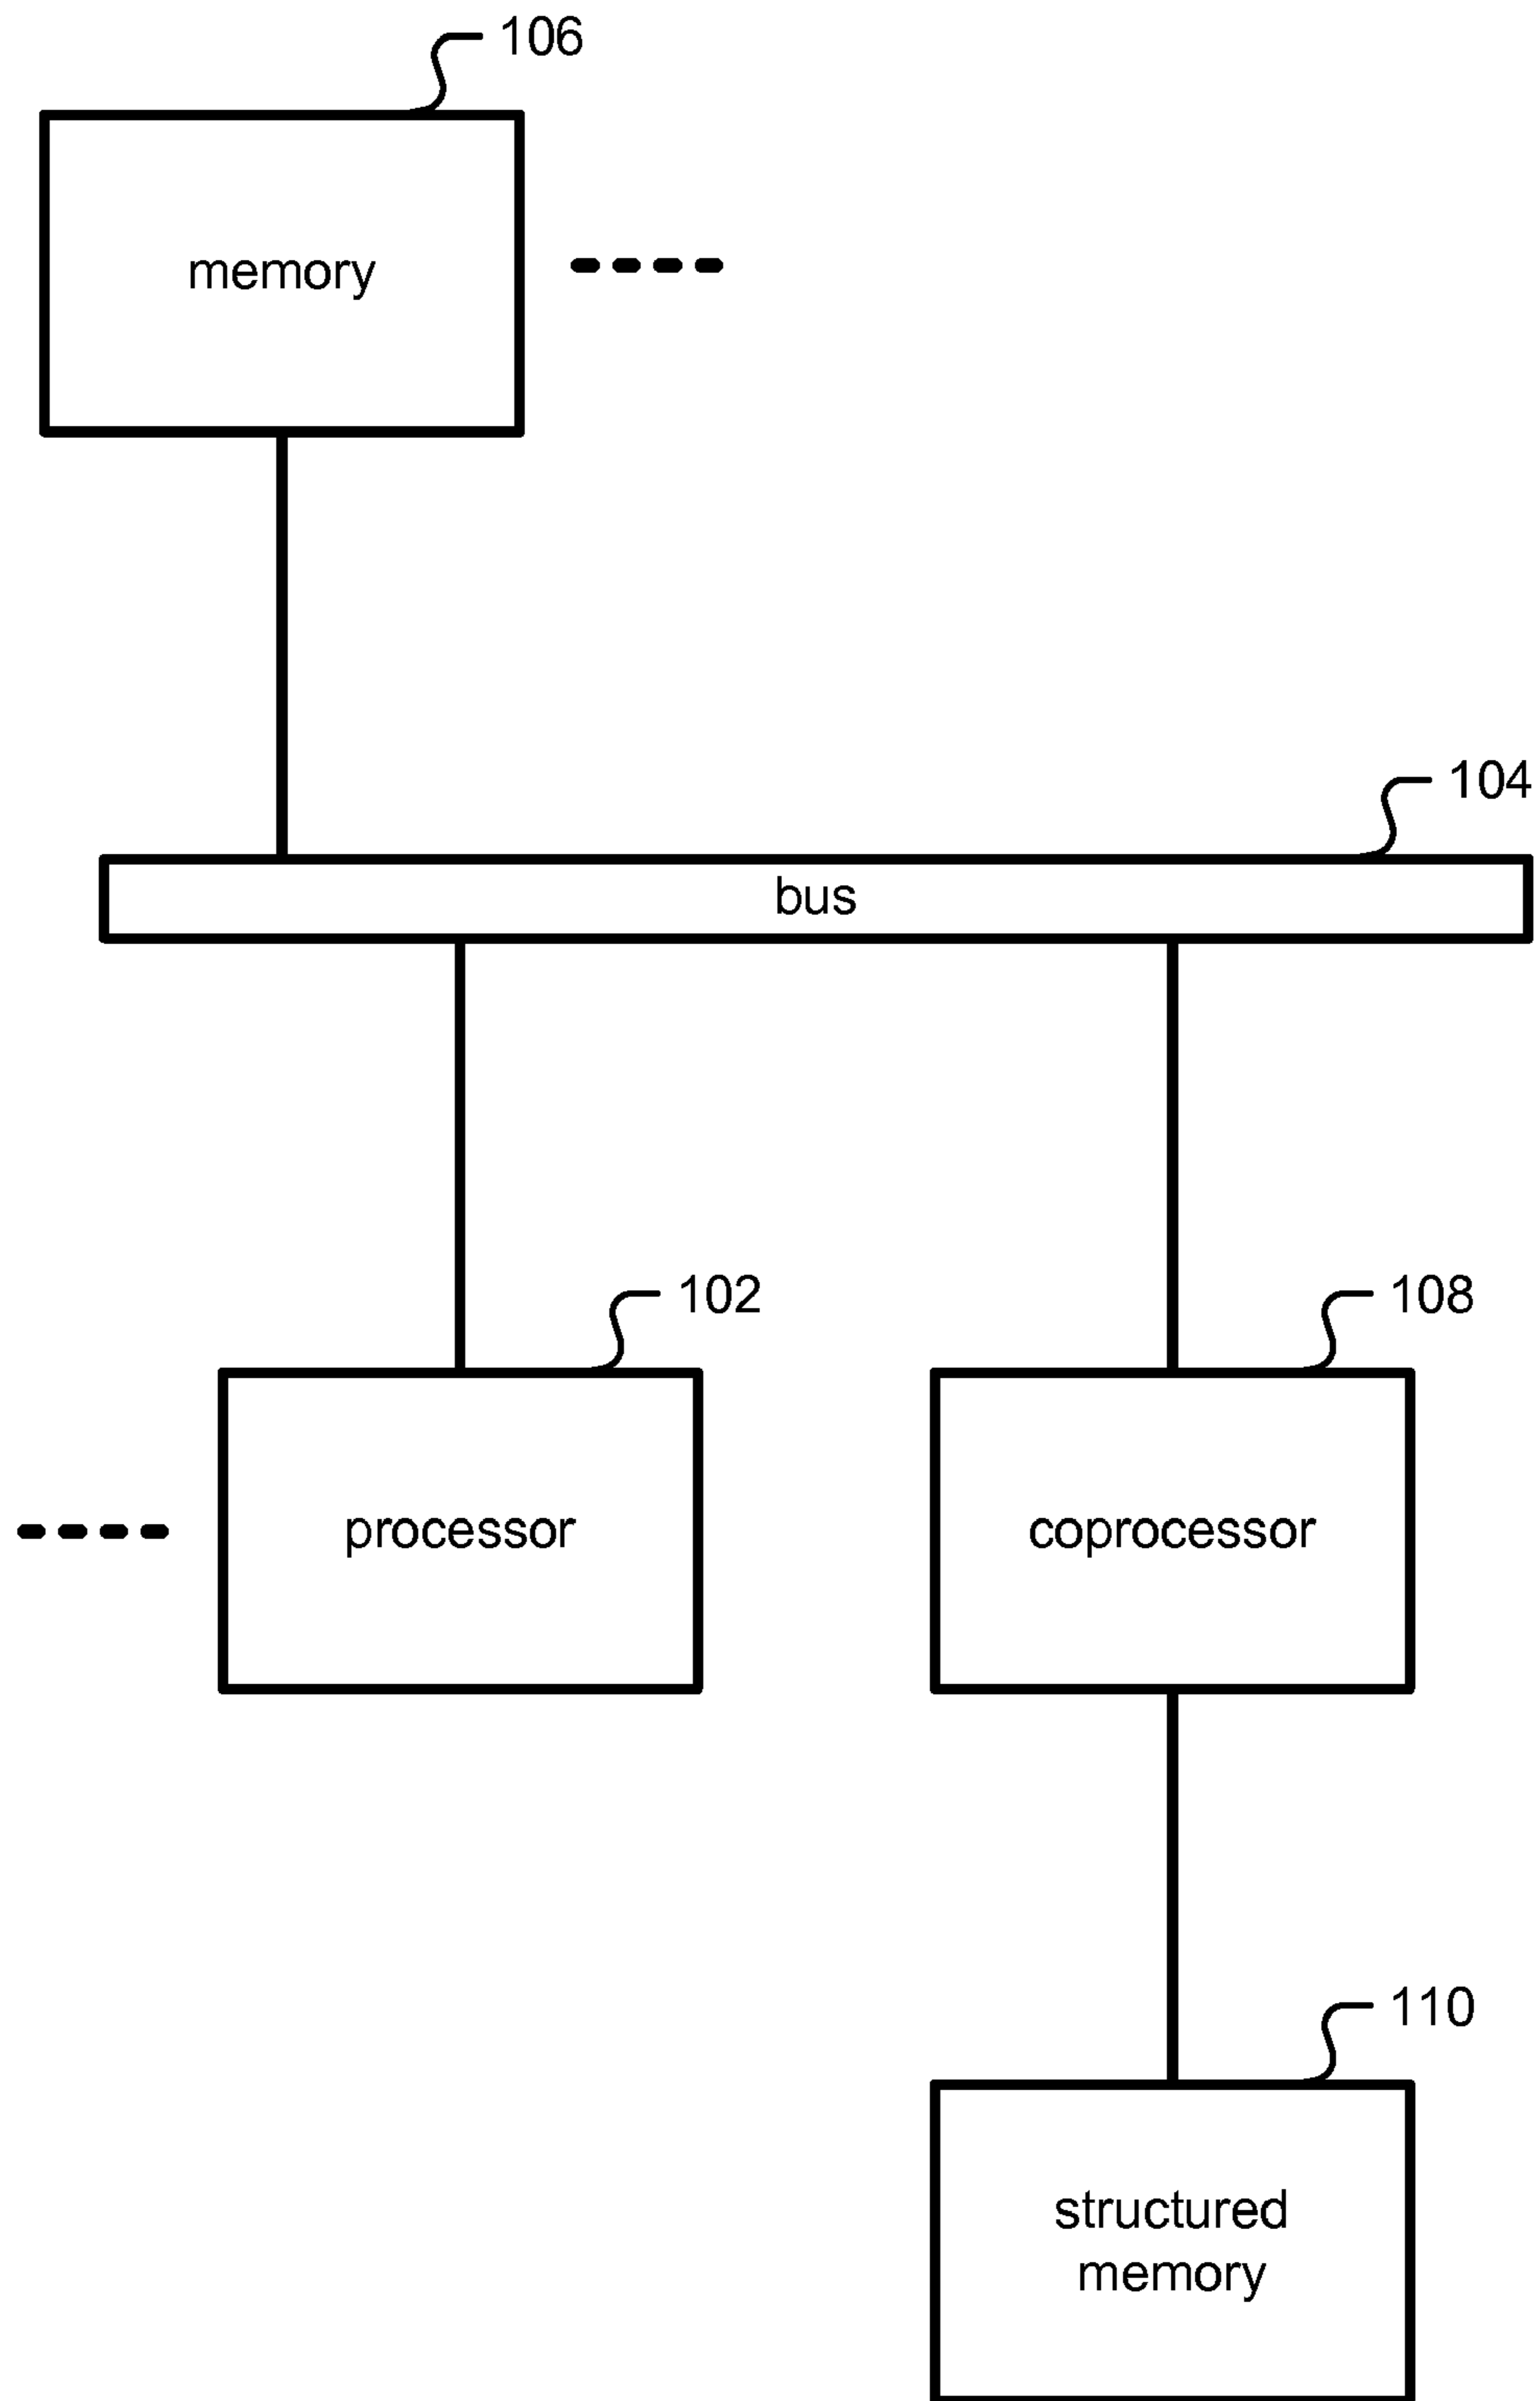 106
memory
104
bus
102
108
processor
coprocessor
110
structured
memory